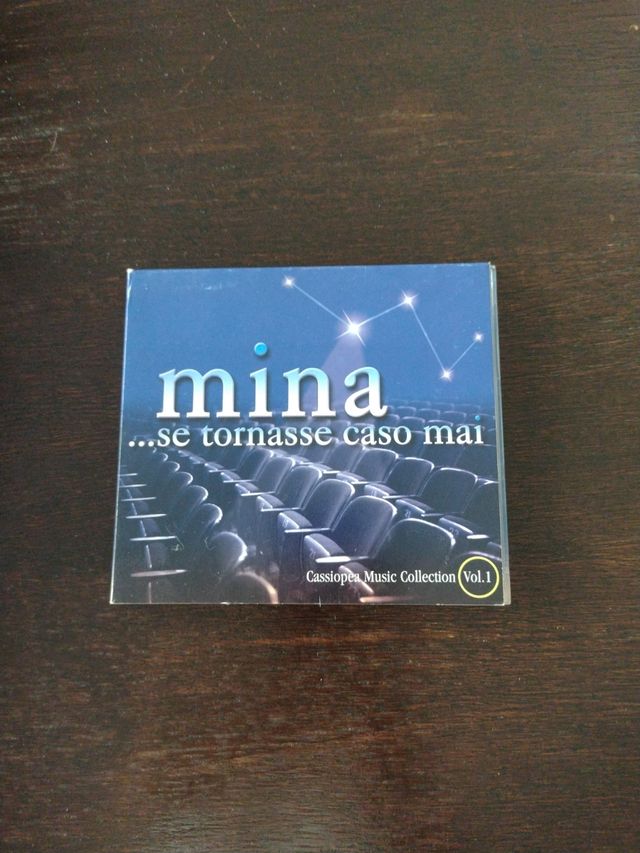 mina
...se tornasse caso mai
Cassiopea Music Collection Vol.1